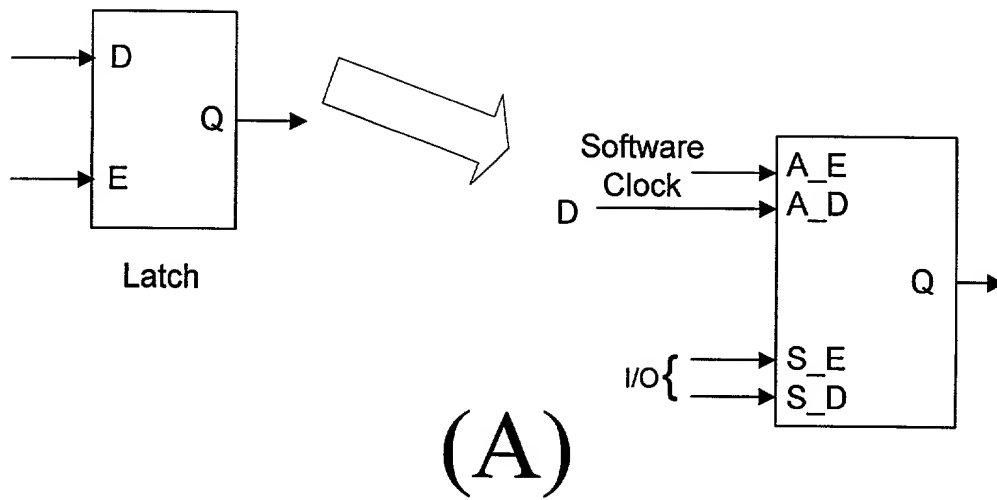 D
Q
E
Latch
Software
Clock
D
A_E
A_D
Q
I/O {
S_E
S_D
(A)